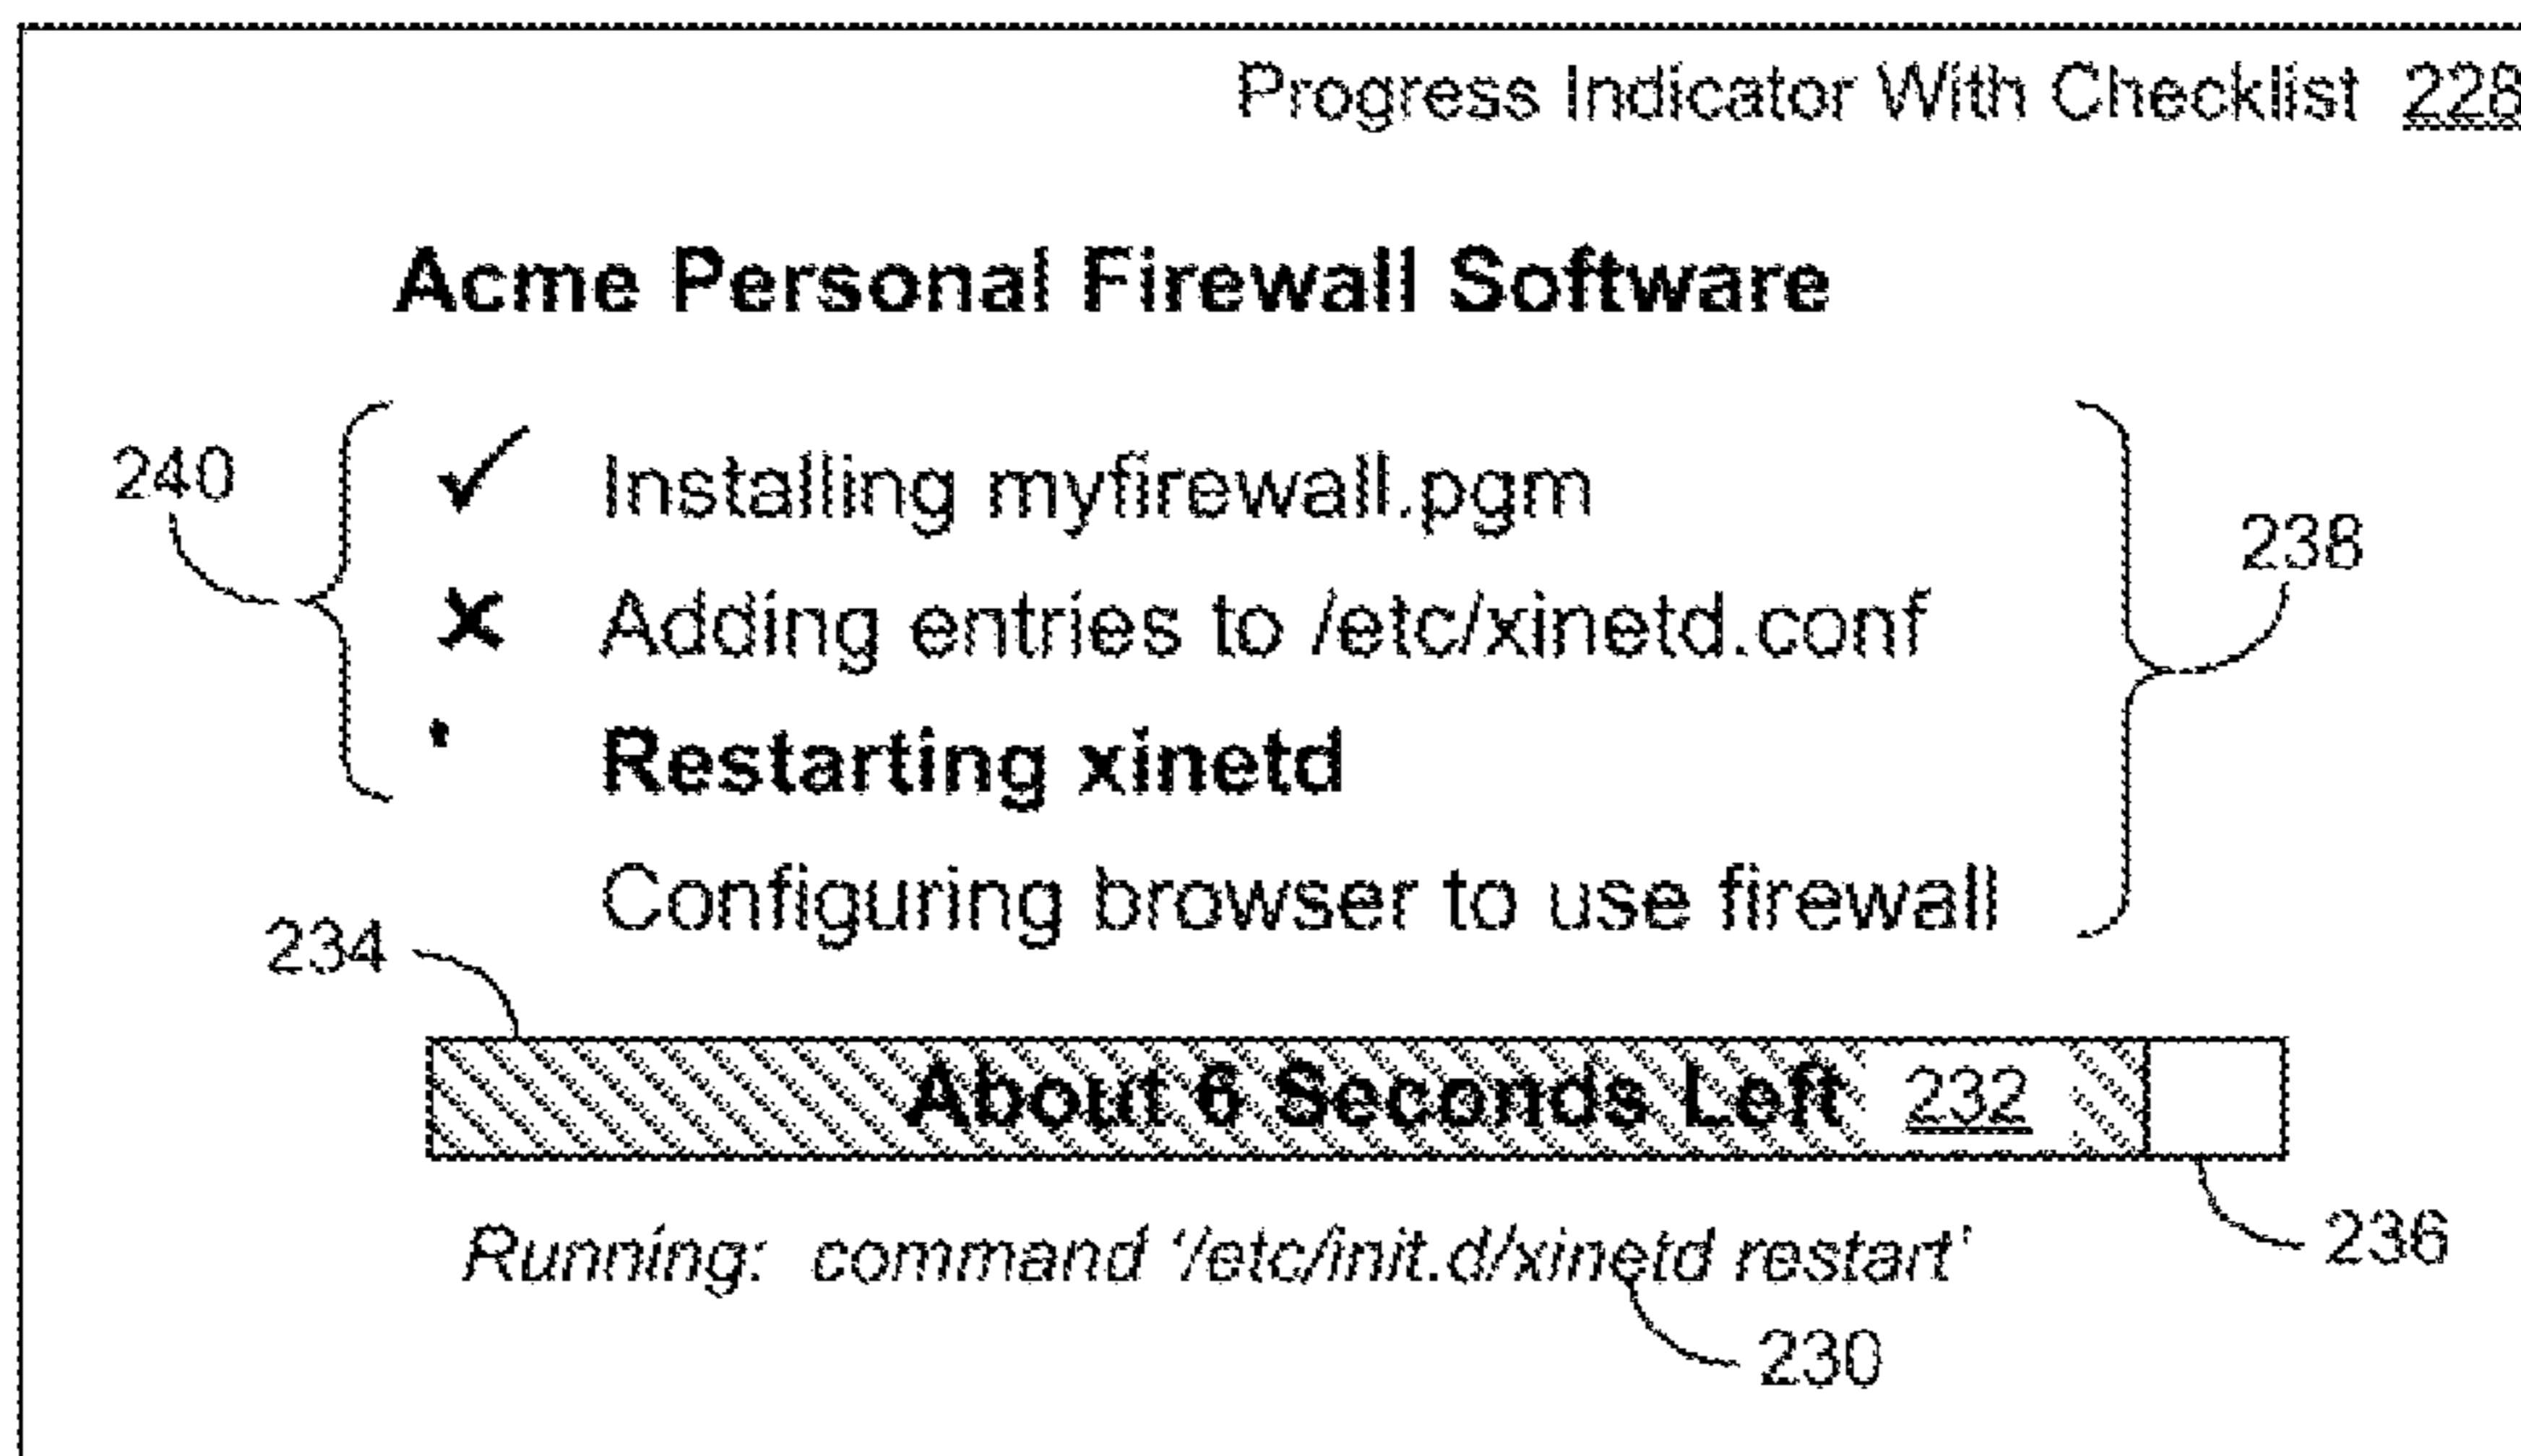 Progress Indicator With Checklist 228
Acme Personal Firewall Software
240
✓ Installing myfirewall.pgm
238
✕ Adding entries to /etc/xinetd.conf
• Restarting xinetd
Configuring browser to use firewall
234
About 6 Seconds Left 232
236
Running: command ‘/etc/init.d/xinetd restart’
230